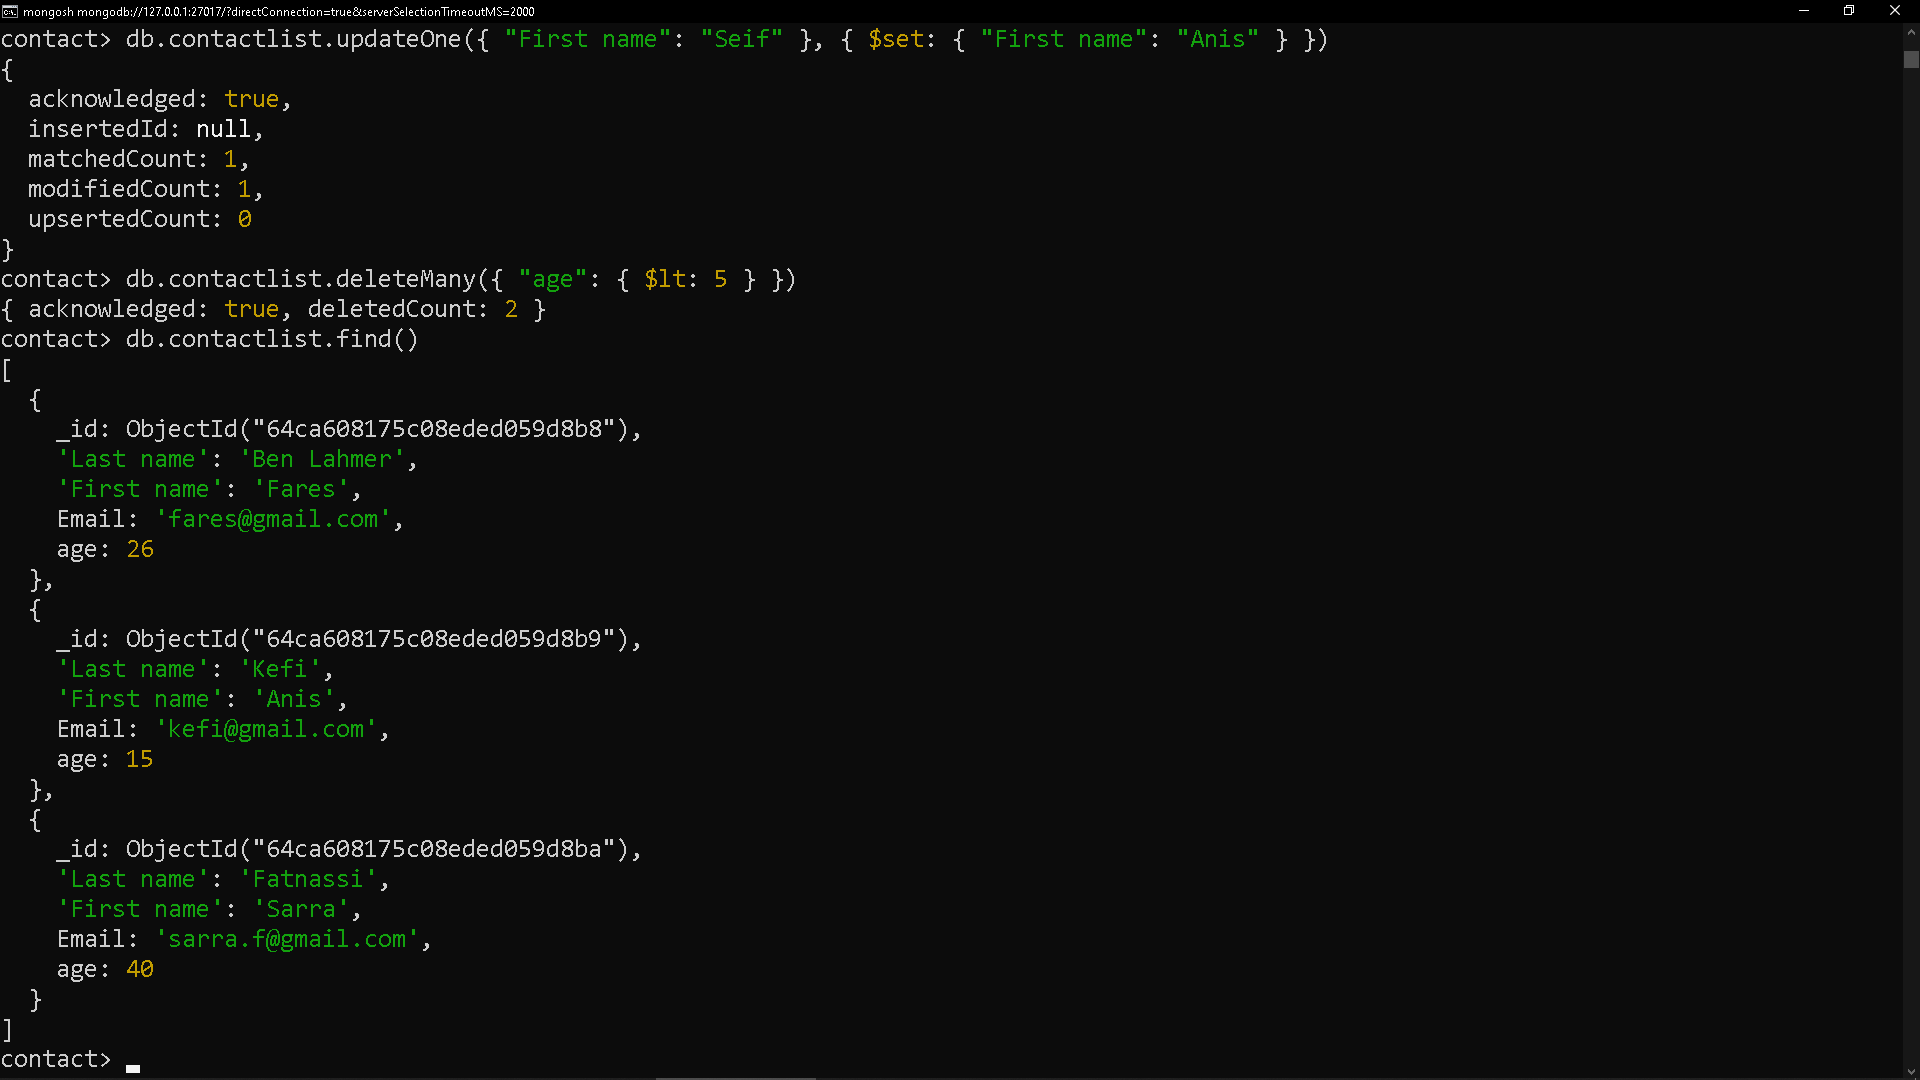 mongosh mongodb://127.0.0.1:27017/?directConnection=true&serverSelectionTimeoutMS=2000
contact> db.contactlist.updateOne({ "First name": "Seif" }, { $set: { "First name": "Anis" } })
{
  acknowledged: true,
  insertedId: null,
  matchedCount: 1,
  modifiedCount: 1,
  upsertedCount: 0
}
contact> db.contactlist.deleteMany({ "age": { $lt: 5 } })
{ acknowledged: true, deletedCount: 2 }
contact> db.contactlist.find()
[
  {
    _id: ObjectId("64ca608175c08eded059d8b8"),
    'Last name': 'Ben Lahmer',
    'First name': 'Fares',
    Email: 'fares@gmail.com',
    age: 26
  },
  {
    _id: ObjectId("64ca608175c08eded059d8b9"),
    'Last name': 'Kefi',
    'First name': 'Anis',
    Email: 'kefi@gmail.com',
    age: 15
  },
  {
    _id: ObjectId("64ca608175c08eded059d8ba"),
    'Last name': 'Fatnassi',
    'First name': 'Sarra',
    Email: 'sarra.f@gmail.com',
    age: 40
  }
]
contact>